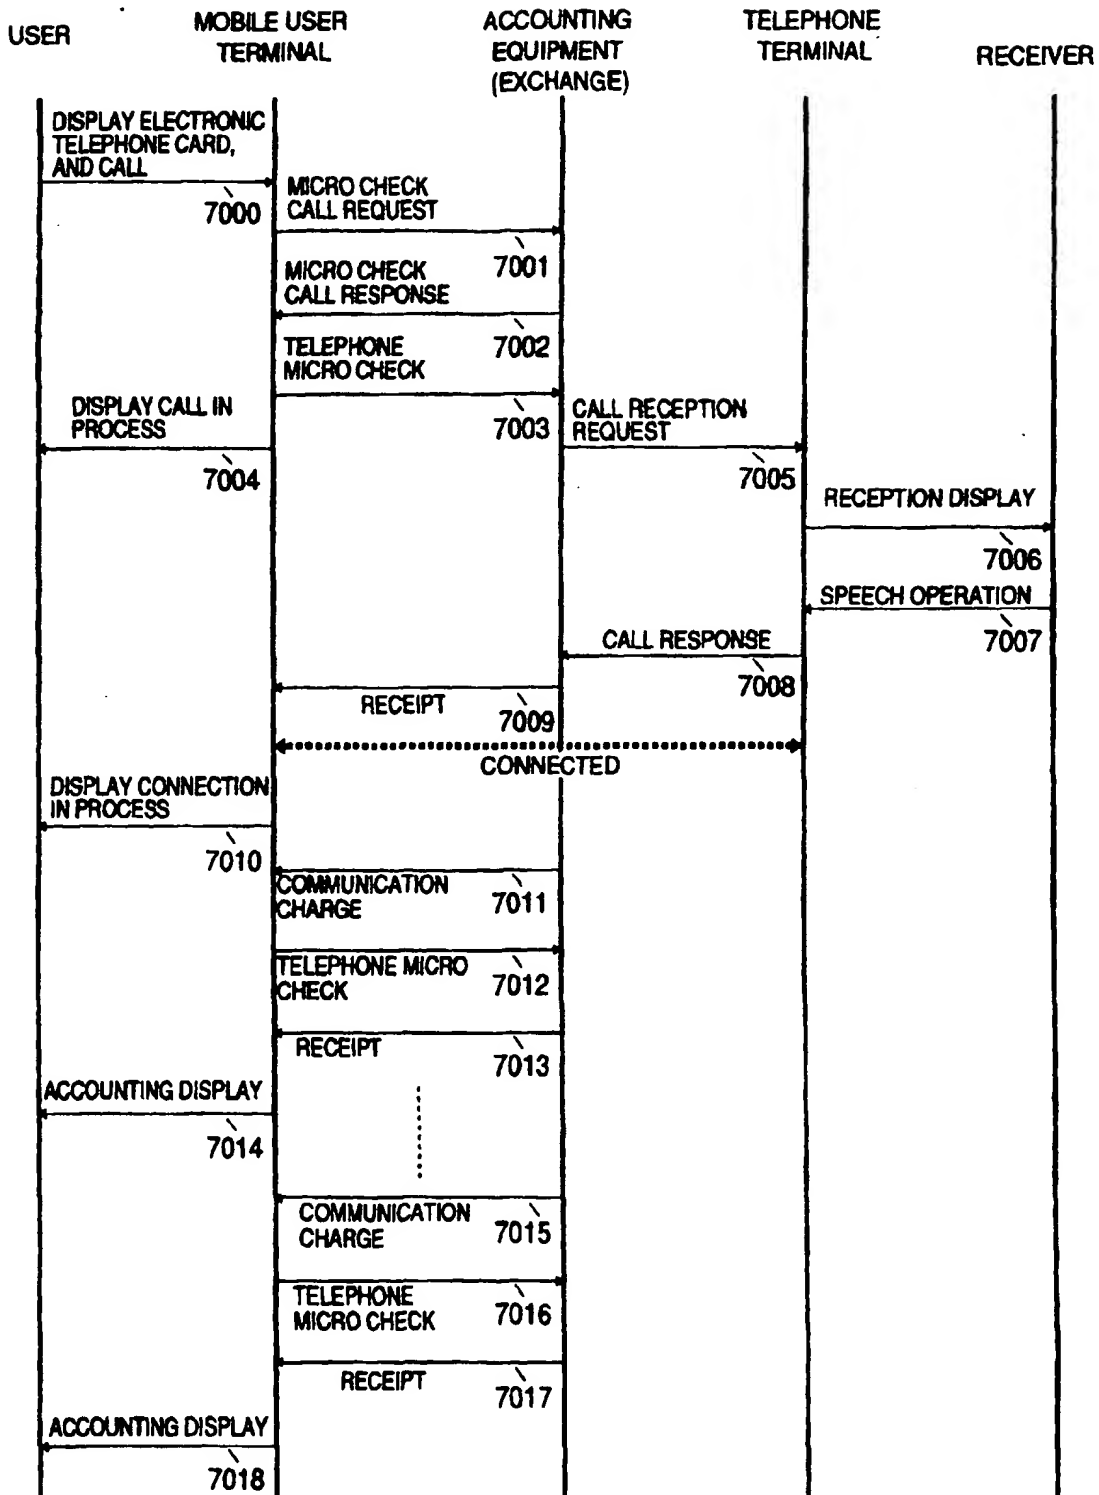 USER
MOBILE USER
TERMINAL
ACCOUNTING
EQUIPMENT
(EXCHANGE)
TELEPHONE
TERMINAL
RECEIVER
DISPLAY ELECTRONIC
TELEPHONE CARD,
AND CALL
7000
MICRO CHECK
CALL REQUEST
7001
MICRO CHECK
CALL RESPONSE
7002
TELEPHONE
MICRO CHECK
7003
DISPLAY CALL IN
PROCESS
7004
CALL RECEPTION
REQUEST
7005
RECEPTION DISPLAY
7006
SPEECH OPERATION
7007
CALL RESPONSE
7008
RECEIPT
7009
CONNECTED
DISPLAY CONNECTION
IN PROCESS
7010
COMMUNICATION
CHARGE
7011
TELEPHONE MICRO
CHECK
7012
RECEIPT
7013
ACCOUNTING DISPLAY
7014
COMMUNICATION
CHARGE
7015
TELEPHONE
MICRO CHECK
7016
RECEIPT
7017
ACCOUNTING DISPLAY
7018